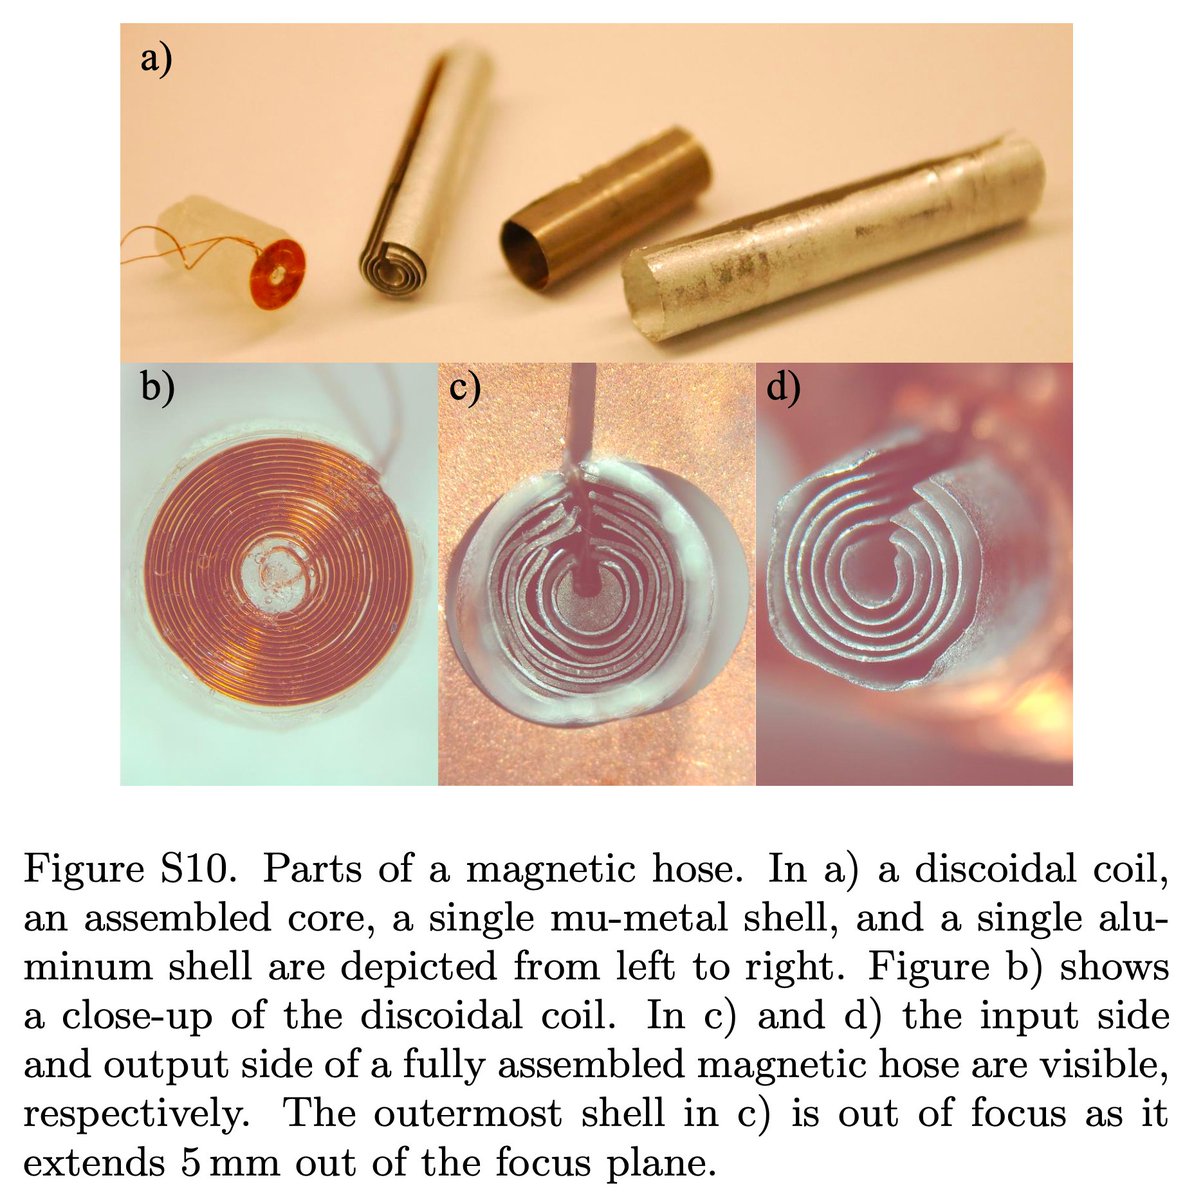 a)
b)
c)
d)
Figure S10. Parts of a magnetic hose. In a) a discoidal coil,
an assembled core, a single mu-metal shell, and a single alu-
minum shell are depicted from left to right. Figure b) shows
a close-up of the discoidal coil. In c) and d) the input side
and output side of a fully assembled magnetic hose are visible,
respectively. The outermost shell in c) is out of focus as it
extends 5 mm out of the focus plane.